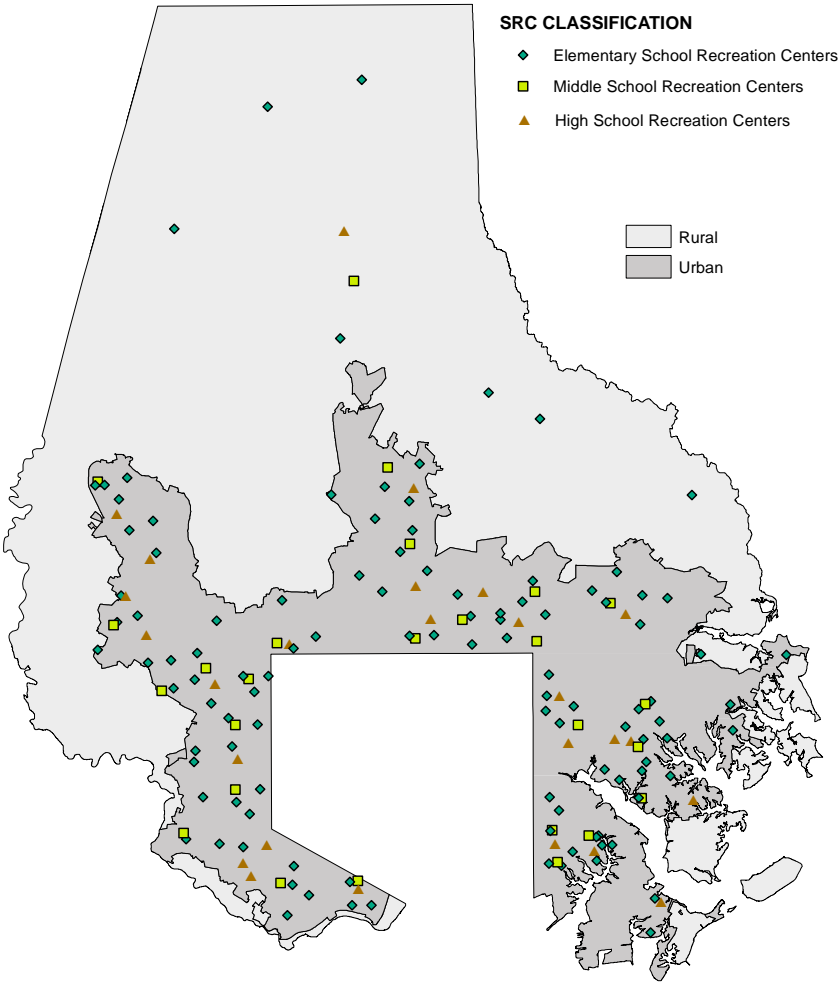 SRC CLASSIFICATION
Elementary School Recreation Centers
Middle School Recreation Centers
High School Recreation Centers
Rural
Urban